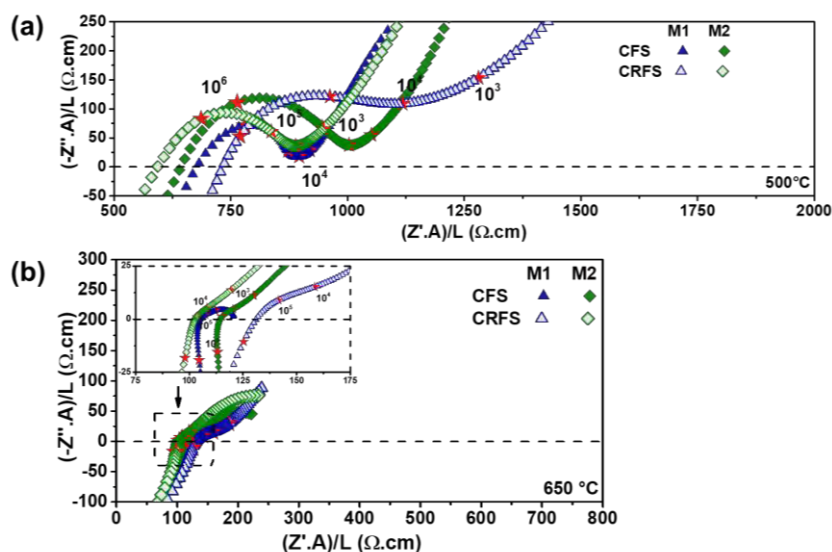 (a)
M1 M2
CFS
CRFS
250
200
150
100
50
0
-50
(-Z".A)/L (Ω.cm)
10⁶
10⁵
10³
10⁴
10³
500°C
500 750 1000 1250 1500 1750 2000
(Z'.A)/L (Ω.cm)
(b)
M1 M2
CFS
CRFS
300
250
200
150
100
50
0
-50
-100
(-Z".A)/L (Ω.cm)
25
0
-25
10⁴
10³
10⁵
10⁴
75 100 125 150 175
650 °C
0 100 200 300 400 500 600 700 800
(Z'.A)/L (Ω.cm)